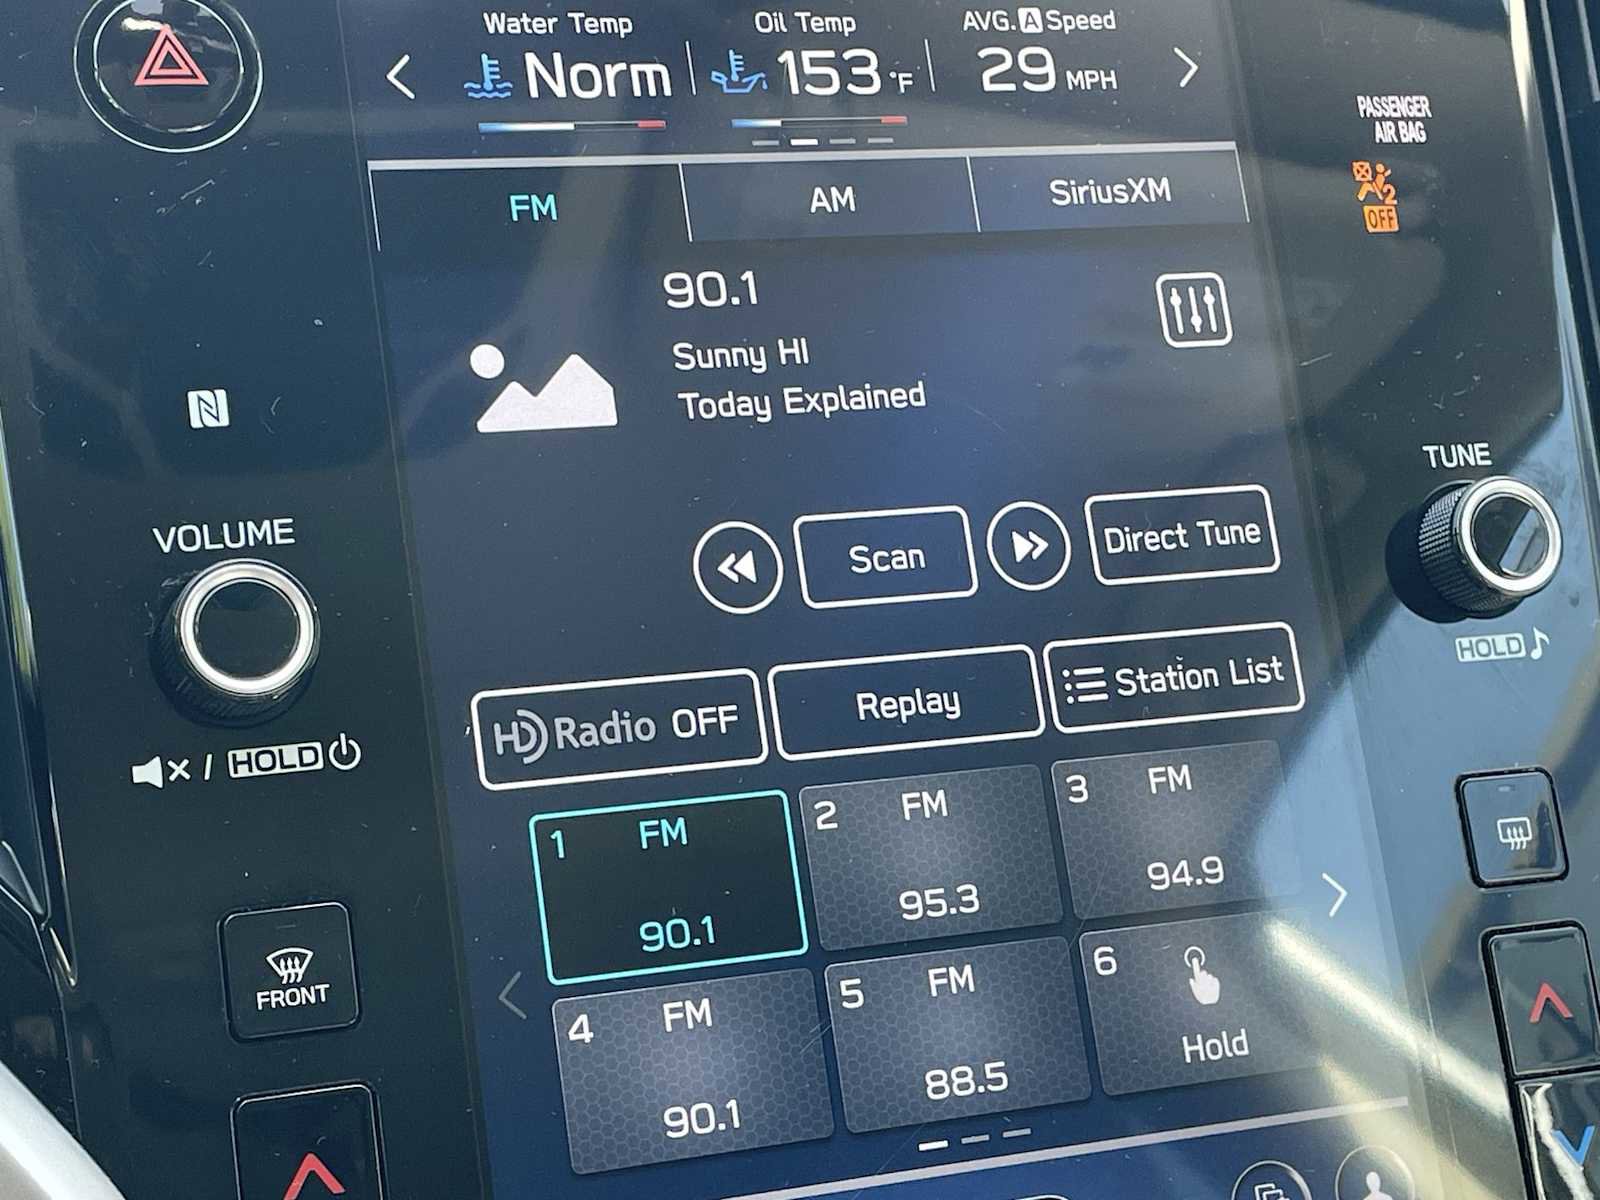 Water Temp
Oil Temp
AVG. A Speed
Norm
153 °F
29 MPH
PASSENGER
AIR BAG
2
OFF
FM
AM
SiriusXM
90.1
Sunny HI
Today Explained
N
TUNE
VOLUME
Scan
Direct Tune
HOLD
HD Radio OFF
Replay
Station List
/ HOLD
1 FM
90.1
2 FM
95.3
3 FM
94.9
FRONT
4 FM
90.1
5 FM
88.5
6
Hold